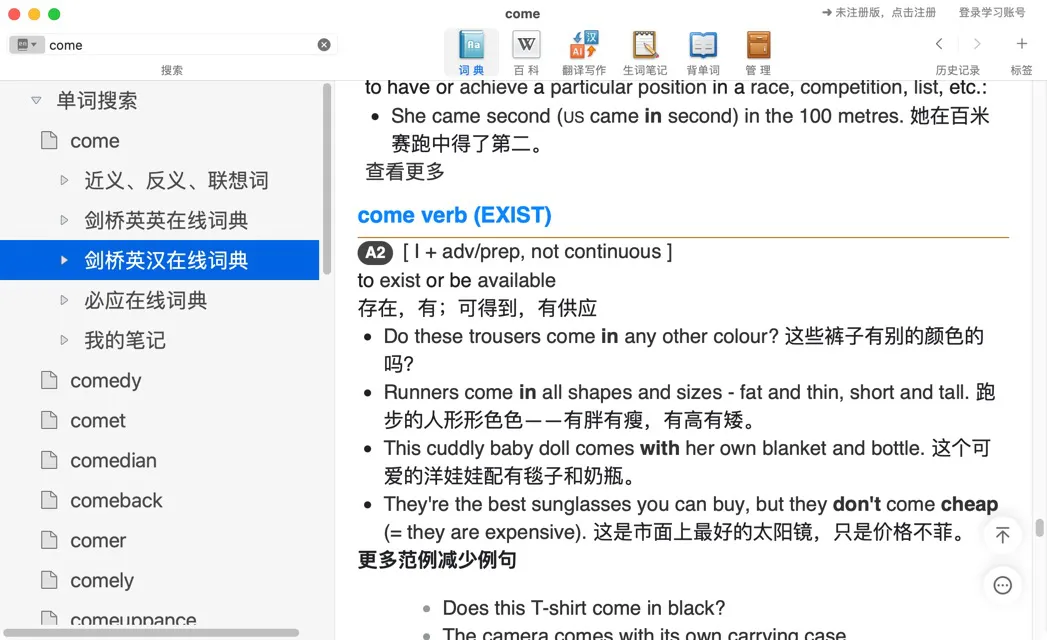 come
➔ 未注册版，点击注册 登录学习账号
come
搜索
词典 百科 翻译写作 生词笔记 背单词 管理
历史记录 标签
单词搜索
come
近义、反义、联想词
剑桥英英在线词典
剑桥英汉在线词典
必应在线词典
我的笔记
comedy
comet
comedian
comeback
comer
comely
comeuppance
to have or achieve a particular position in a race, competition, list, etc.:
• She came second (US came in second) in the 100 metres. 她在百米
赛跑中得了第二。
查看更多
come verb (EXIST)
A2 [ I + adv/prep, not continuous ]
to exist or be available
存在，有；可得到，有供应
• Do these trousers come in any other colour? 这些裤子有别的颜色的
吗?
• Runners come in all shapes and sizes - fat and thin, short and tall. 跑
步的人形形色色——有胖有瘦，有高有矮。
• This cuddly baby doll comes with her own blanket and bottle. 这个可
爱的洋娃娃配有毯子和奶瓶。
• They're the best sunglasses you can buy, but they don't come cheap
(= they are expensive). 这是市面上最好的太阳镜，只是价格不菲。
更多范例减少例句
• Does this T-shirt come in black?
• The camera comes with its own carrying case